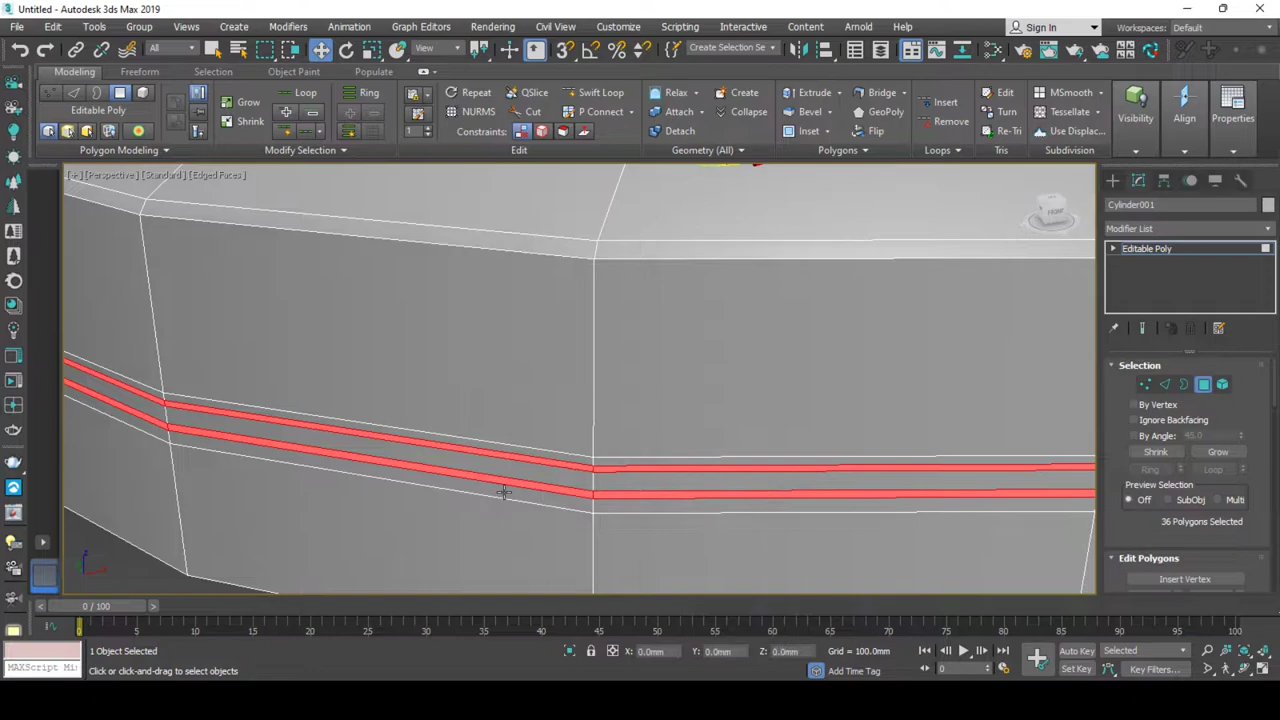 Untitled - Autodesk 3ds Max 2019
File Edit Tools Group Views Create Modifiers Animation Graph Editors Rendering Civil View Customize Scripting Interactive Content Arnold Help Sign In Workspaces: Default
All View Create Selection Se
Modeling Freeform Selection Object Paint Populate
Editable Poly Grow Loop Ring Repeat QSlice Swift Loop Relax Create Extrude Bridge Insert Edit MSmooth
Shrink NURMS Cut P Connect Attach Collapse Bevel GeoPoly Remove Turn Tessellate Visibility Align Properties
1 Constraints: Detach Inset Flip Re-Tri Use Displac...
Polygon Modeling Modify Selection Edit Geometry (All) Polygons Loops Tris Subdivision
[+] [Perspective] [Standard] [Edged Faces]
FRONT
Cylinder001
Modifier List
Editable Poly
Selection
By Vertex
Ignore Backfacing
By Angle: 45.0
Shrink Grow
Ring Loop
Preview Selection
Off SubObj Multi
36 Polygons Selected
Edit Polygons
Insert Vertex
0 / 100
0 5 10 15 20 25 30 35 40 45 50 55 60 65 70 75 80 85 90 95 100
1 Object Selected X: 0.0mm Y: 0.0mm Z: 0.0mm Grid = 100.0mm Auto Key Selected
MAXScript Mi Click or click-and-drag to select objects Add Time Tag 0 Set Key Key Filters...